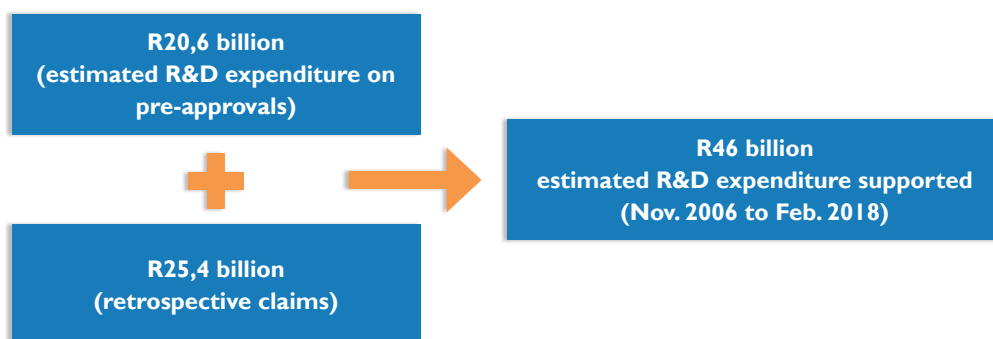 R20,6 billion
(estimated R&D expenditure on
pre-approvals)
R25,4 billion
(retrospective claims)
R46 billion
estimated R&D expenditure supported
(Nov. 2006 to Feb. 2018)